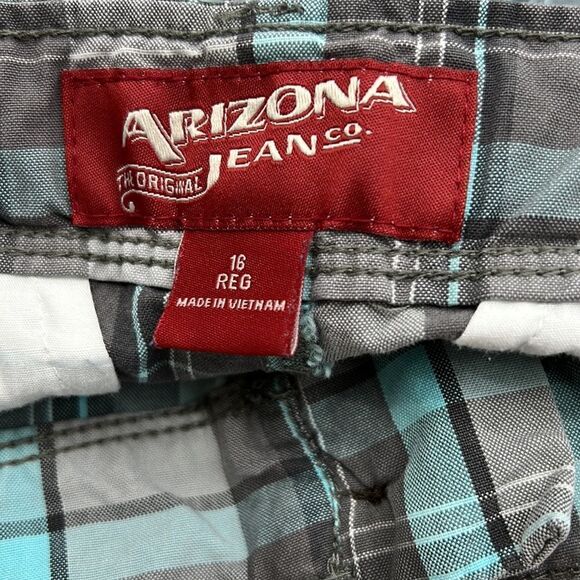 ARIZONA
JEAN CO.
THE ORIGINAL
16
REG
MADE IN VIETNAM